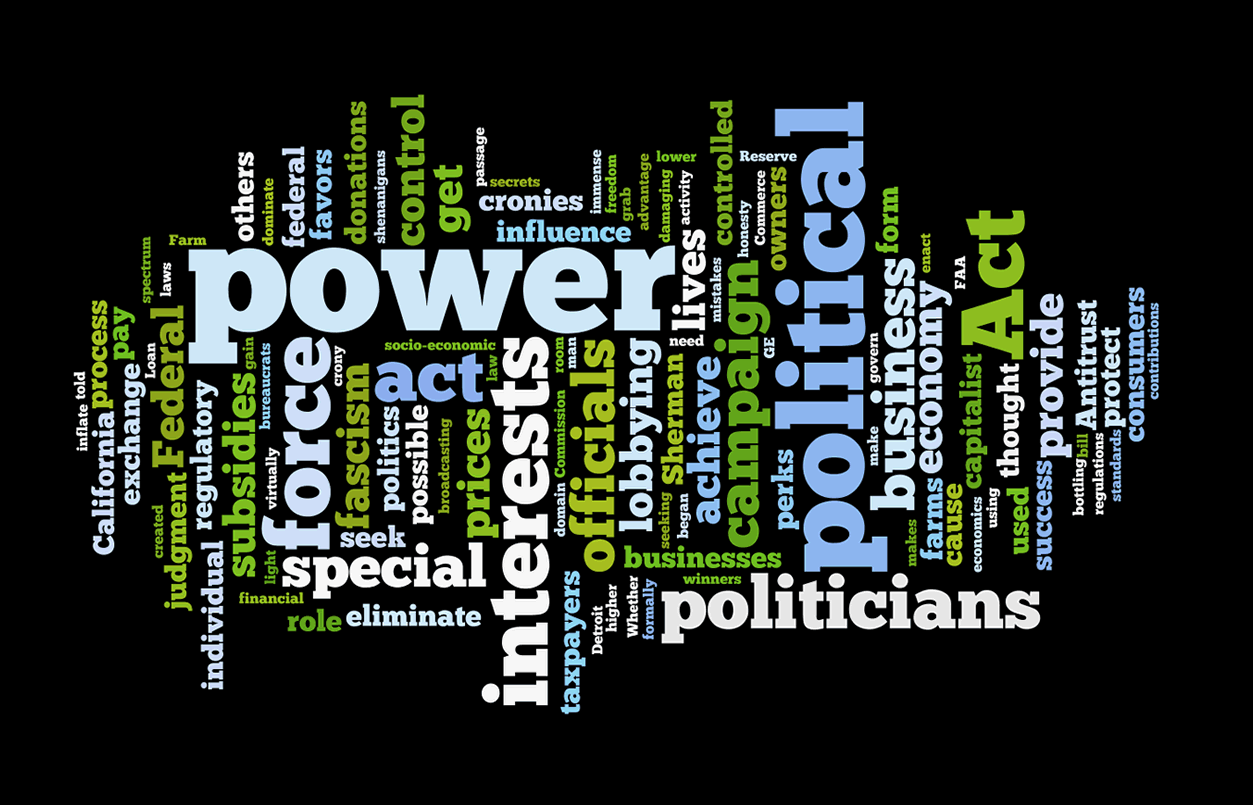 others
dominate
federal
favors
donations
shenanigans
control
get
passage
secrets
cronies
influence
immense
freedom
grab
advantage
lower
damaging
activity
controlled
Reserve
honesty
Commerce
owners
political
form
enact
FAA
Act
Farm
spectrum
laws
power
lives
mistakes
need
campaign
GE
govern
business
economy
provide
Antitrust
protect
consumers
contributions
inflate
told
process
pay
Loan
Federal
gain
bureaucrats
force
crony
socio-economic
act
law
interests
room
man
officials
lobbying
Sherman
achieve
make
capitalist
thought
California
exchange
regulatory
subsidies
virtually
fascism
politics
possible
broadcasting
prices
Commission
domain
seeking
began
perks
farms
cause
economics
using
used
success
bottling
bill
regulations
standards
created
judgment
individual
light
seek
special
businesses
makes
financial
role
eliminate
taxpayers
Detroit
higher
Whether
formally
winners
politicians